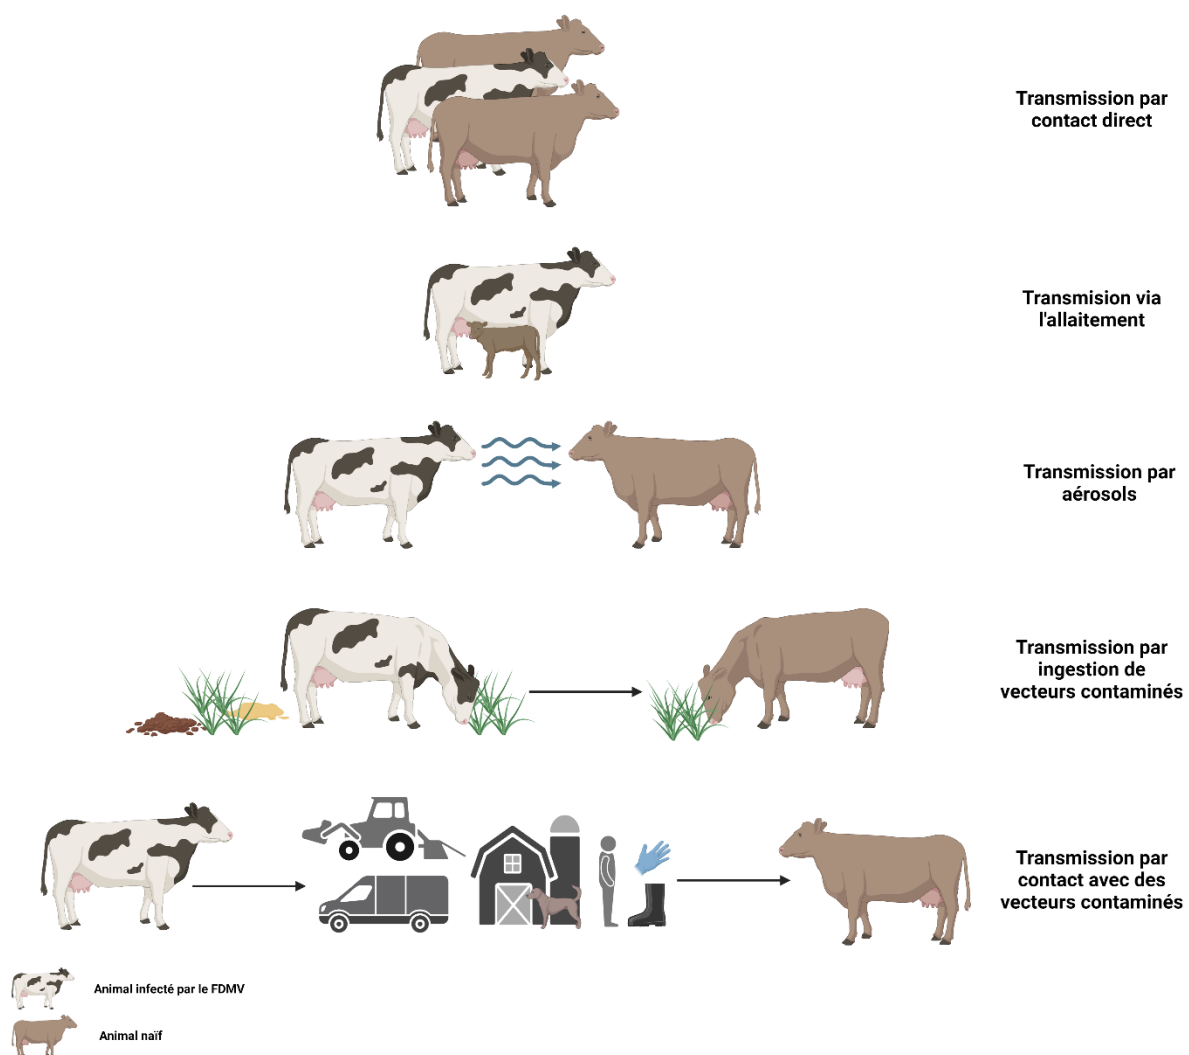 Transmission par
contact direct
Transmision via
l'allaitement
Transmission par
aérosols
Transmission par
ingestion de
vecteurs contaminés
Transmission par
contact avec des
vecteurs contaminés
Animal infecté par le FDMV
Animal naïf